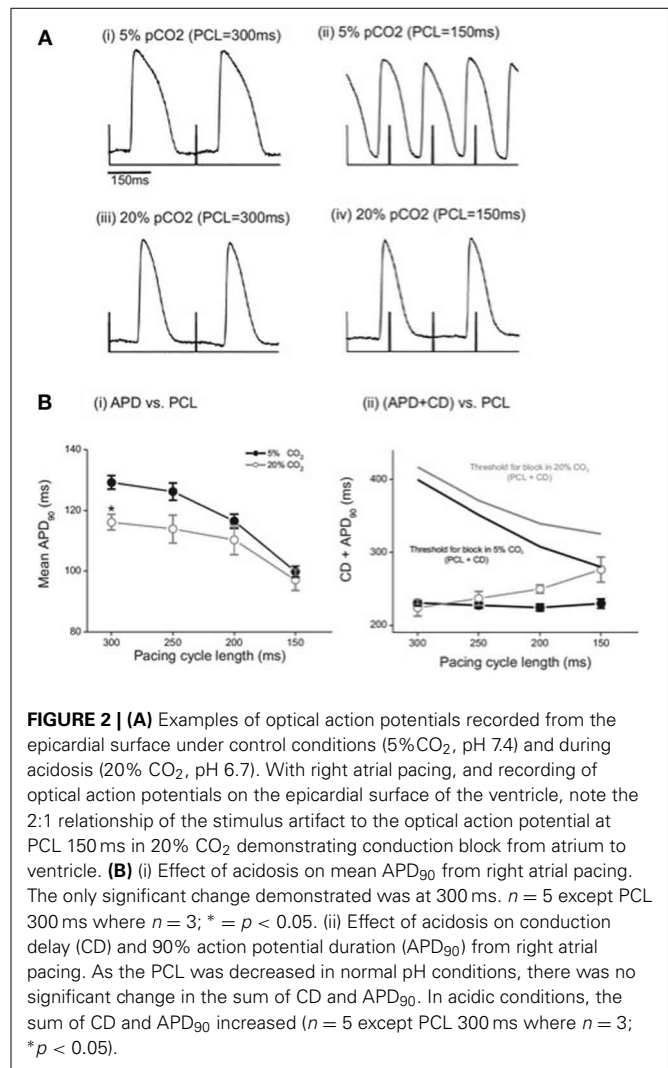 A
(i) 5% pCO2 (PCL=300ms)
(ii) 5% pCO2 (PCL=150ms)
150ms
(iii) 20% pCO2 (PCL=300ms)
(iv) 20% pCO2 (PCL=150ms)
B
(i) APD vs. PCL
(ii) (APD+CD) vs. PCL
140
120
100
80
Mean APD90 (ms)
5% CO2
20% CO2
*
300 250 200 150
Pacing cycle length (ms)
400
300
200
CD + APD90 (ms)
Threshold for block in 20% CO2
(PCL + CD)
Threshold for block in 5% CO2
(PCL + CD)
300 250 200 150
Pacing cycle length (ms)
FIGURE 2 | (A) Examples of optical action potentials recorded from the
epicardial surface under control conditions (5%CO2, pH 7.4) and during
acidosis (20% CO2, pH 6.7). With right atrial pacing, and recording of
optical action potentials on the epicardial surface of the ventricle, note the
2:1 relationship of the stimulus artifact to the optical action potential at
PCL 150 ms in 20% CO2 demonstrating conduction block from atrium to
ventricle. (B) (i) Effect of acidosis on mean APD90 from right atrial pacing.
The only significant change demonstrated was at 300 ms. n = 5 except PCL
300 ms where n = 3; * = p < 0.05. (ii) Effect of acidosis on conduction
delay (CD) and 90% action potential duration (APD90) from right atrial
pacing. As the PCL was decreased in normal pH conditions, there was no
significant change in the sum of CD and APD90. In acidic conditions, the
sum of CD and APD90 increased (n = 5 except PCL 300 ms where n = 3;
*p < 0.05).